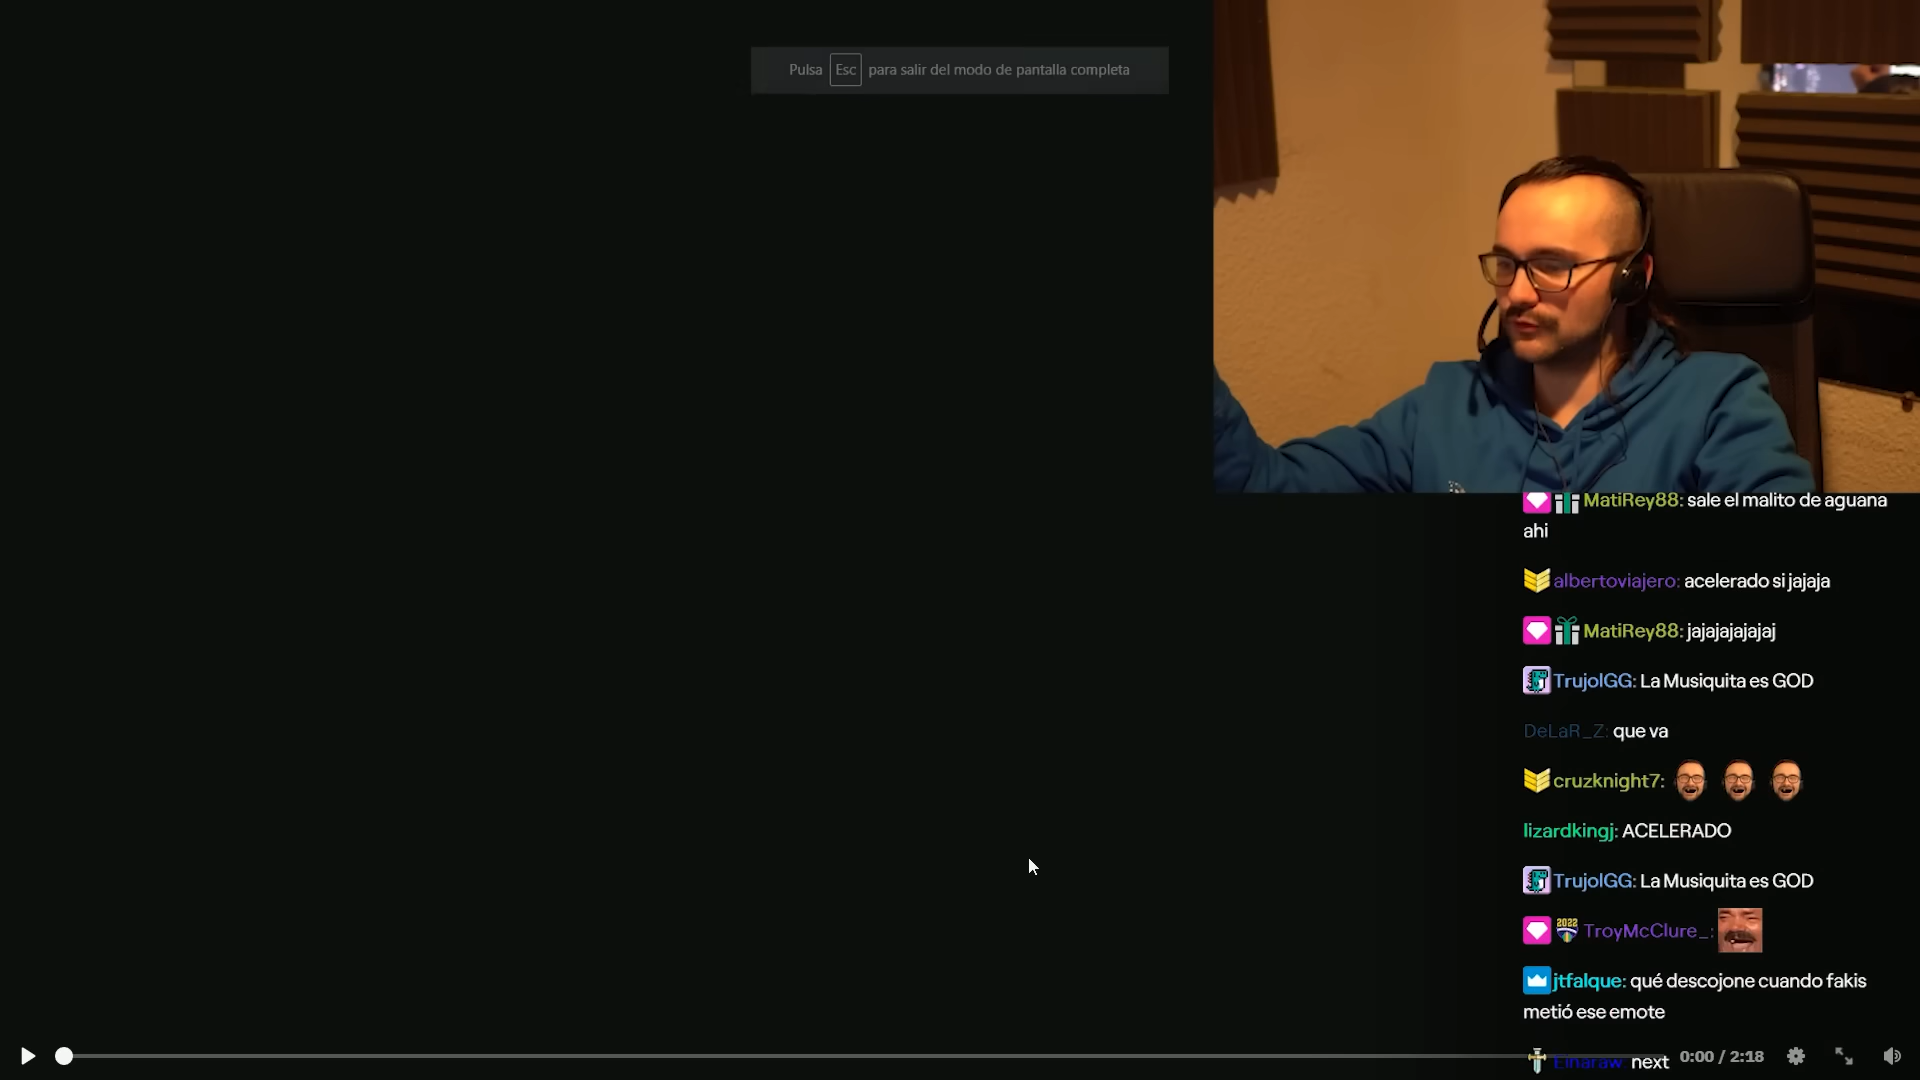 Pulsa Esc para salir del modo de pantalla completa
MatiRey88: sale el malito de aguana
ahi
albertoviajero: acelerado si jajaja
MatiRey88: jajajajajajaj
TrujolGG: La Musiquita es GOD
DeLaR_Z: que va
cruzknight7:
lizardkingj: ACELERADO
TrujolGG: La Musiquita es GOD
2022 TroyMcClure_:
jtfalque: qué descojone cuando fakis
metió ese emote
Einaraw: next
0:00 / 2:18